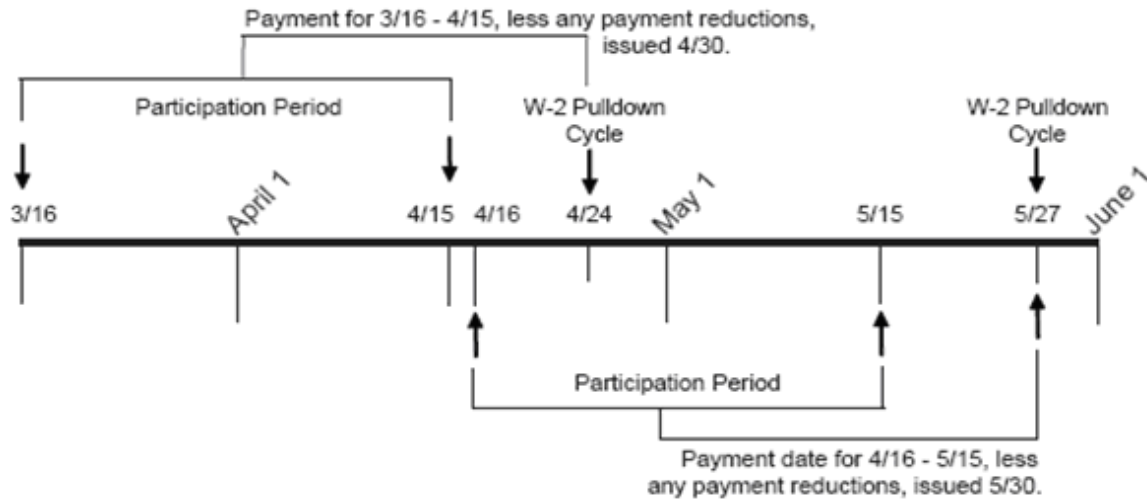 Payment for 3/16 - 4/15, less any payment reductions,
issued 4/30.
Participation Period
W-2 Pulldown
Cycle
W-2 Pulldown
Cycle
3/16
April 1
4/15
4/16
4/24
May 1
5/15
5/27
June 1
Participation Period
Payment date for 4/16 - 5/15, less
any payment reductions, issued 5/30.